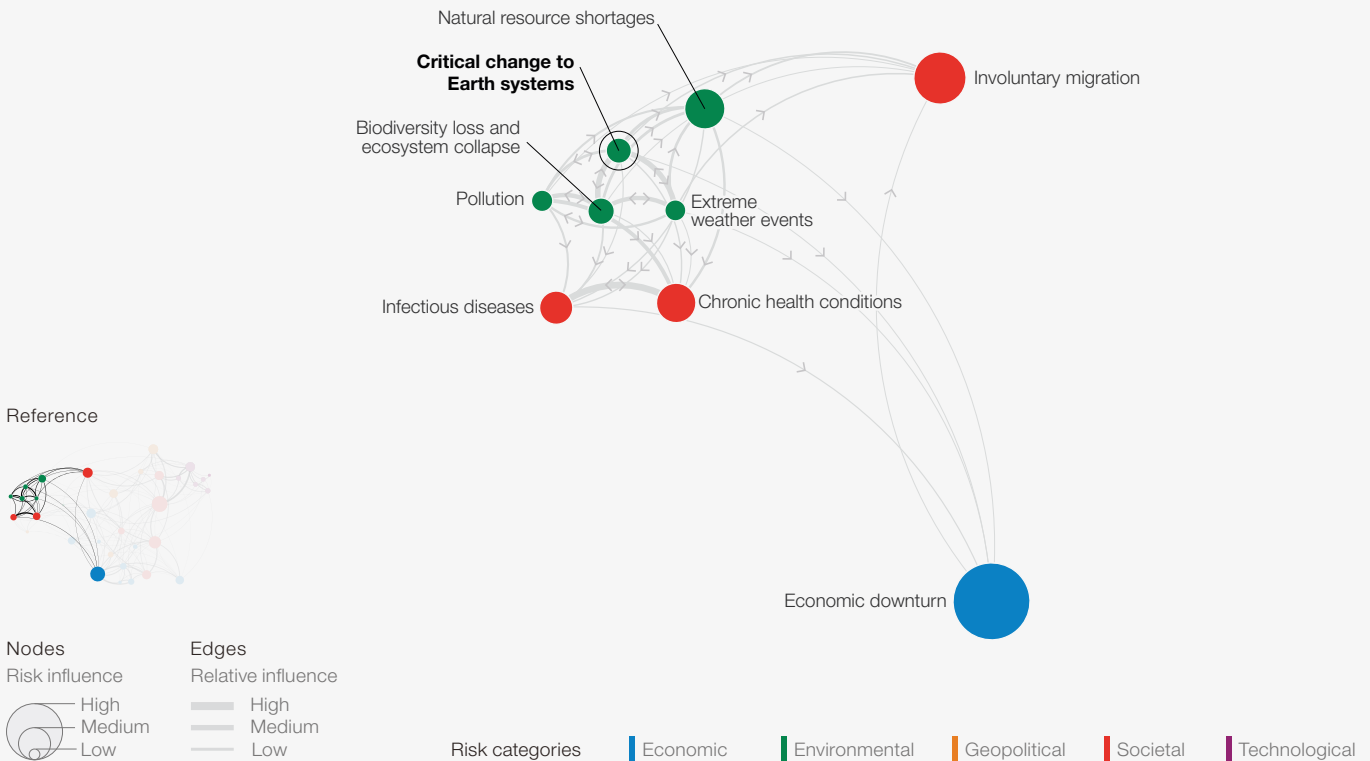 Natural resource shortages
Critical change to
Earth systems
Involuntary migration
Biodiversity loss and
ecosystem collapse
Pollution
Extreme
weather events
Infectious diseases
Chronic health conditions
Economic downturn
Reference
Nodes
Risk influence
High
Medium
Low
Edges
Relative influence
High
Medium
Low
Risk categories
Economic
Environmental
Geopolitical
Societal
Technological